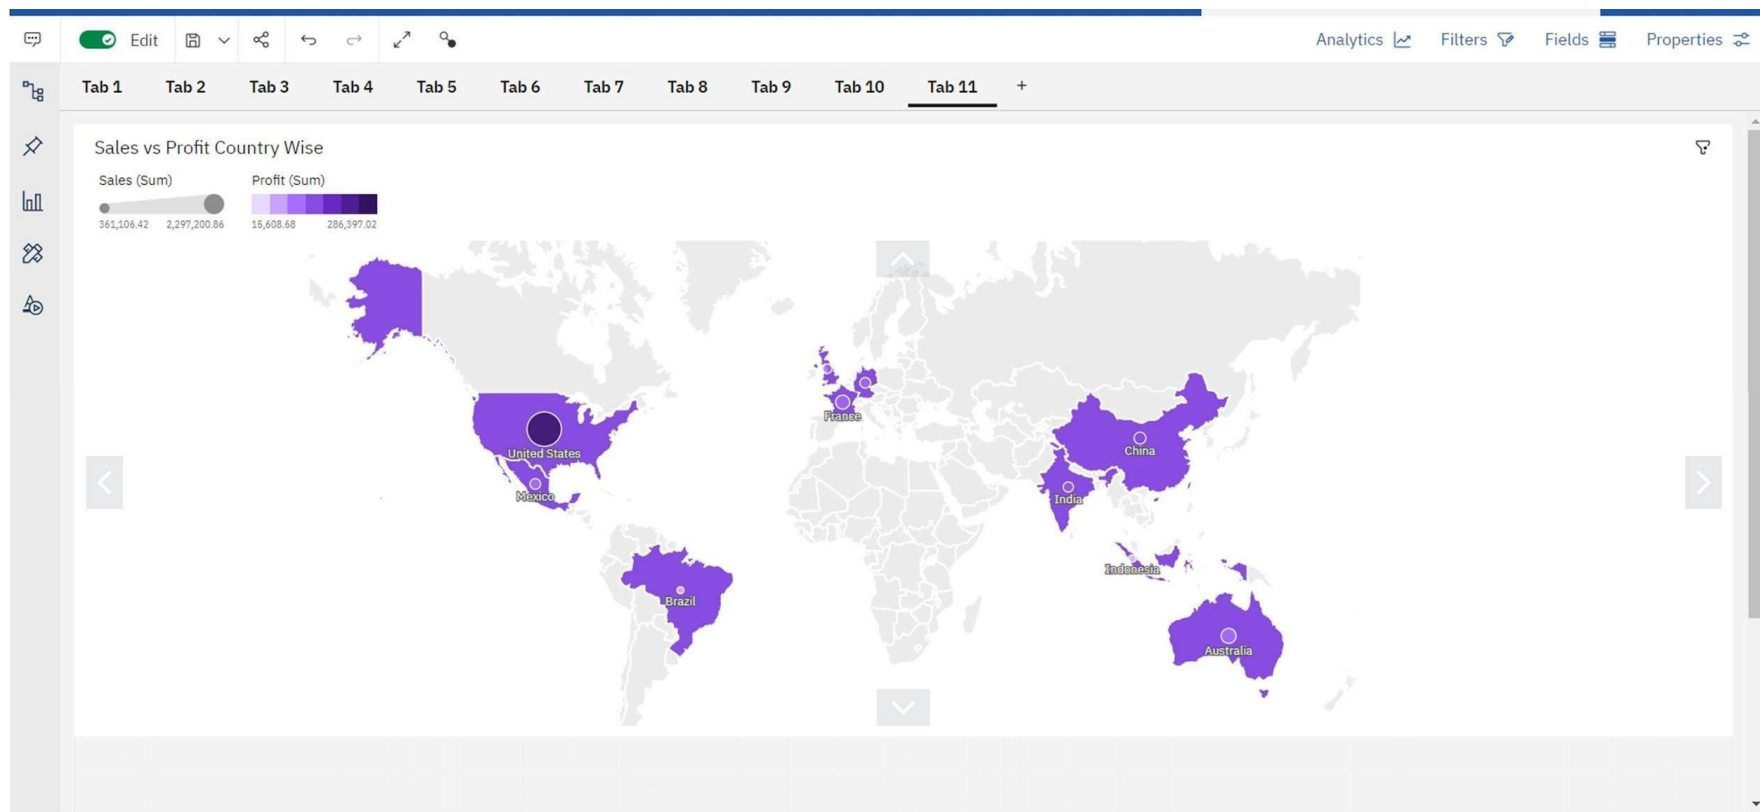 Edit
Analytics Filters Fields Properties
Tab 1 Tab 2 Tab 3 Tab 4 Tab 5 Tab 6 Tab 7 Tab 8 Tab 9 Tab 10 Tab 11 +
Sales vs Profit Country Wise
Sales (Sum) Profit (Sum)
361,106.42 2,297,200.86 15,608.68 286,397.02
France
United States
China
Mexico
India
Indonesia
Brazil
Australia